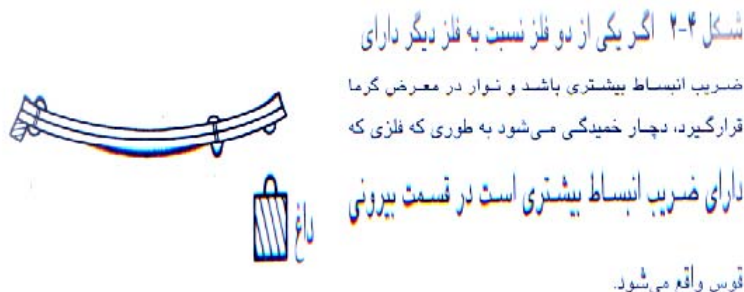 شکل ۴-۲ اگر یکی از دو فلز نسبت به فلز دیگر دارای
ضریب انبساط بیشتری باشد و نوار در معرض گرما
قرارگیرد، دچار خمیدگی می‌شود به طوری که فلزی که
دارای ضریب انبساط بیشتری است در قسمت بیرونی
قوس واقع می‌شود.
داغ